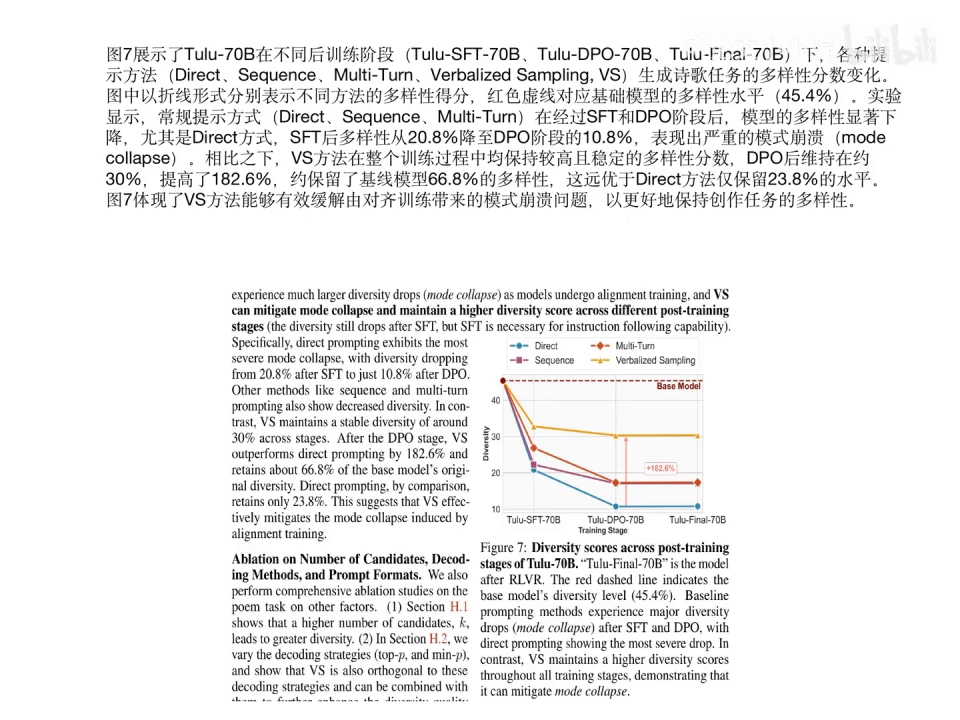 图7展示了Tulu-70B在不同后训练阶段（Tulu-SFT-70B、Tulu-DPO-70B、Tulu-Final-70B）下，各种提
示方法（Direct、Sequence、Multi-Turn、Verbalized Sampling, VS）生成诗歌任务的多样性分数变化。
图中以折线形式分别表示不同方法的多样性得分，红色虚线对应基础模型的多样性水平（45.4%）。实验
显示，常规提示方式（Direct、Sequence、Multi-Turn）在经过SFT和DPO阶段后，模型的多样性显著下
降，尤其是Direct方式，SFT后多样性从20.8%降至DPO阶段的10.8%，表现出严重的模式崩溃（mode
collapse）。相比之下，VS方法在整个训练过程中均保持较高且稳定的多样性分数，DPO后维持在约
30%，提高了182.6%，约保留了基线模型66.8%的多样性，这远优于Direct方法仅保留23.8%的水平。
图7体现了VS方法能够有效缓解由对齐训练带来的模式崩溃问题，以更好地保持创作任务的多样性。
bilibili
experience much larger diversity drops (mode collapse) as models undergo alignment training, and VS
can mitigate mode collapse and maintain a higher diversity score across different post-training
stages (the diversity still drops after SFT, but SFT is necessary for instruction following capability).
Specifically, direct prompting exhibits the most
severe mode collapse, with diversity dropping
from 20.8% after SFT to just 10.8% after DPO.
Other methods like sequence and multi-turn
prompting also show decreased diversity. In con-
trast, VS maintains a stable diversity of around
30% across stages. After the DPO stage, VS
outperforms direct prompting by 182.6% and
retains about 66.8% of the base model's origi-
nal diversity. Direct prompting, by comparison,
retains only 23.8%. This suggests that VS effec-
tively mitigates the mode collapse induced by
alignment training.
Ablation on Number of Candidates, Decod-
ing Methods, and Prompt Formats. We also
perform comprehensive ablation studies on the
poem task on other factors. (1) Section H.1
shows that a higher number of candidates, k,
leads to greater diversity. (2) In Section H.2, we
vary the decoding strategies (top-p, and min-p),
and show that VS is also orthogonal to these
decoding strategies and can be combined with
them to further enhance the diversity quality
Direct
Multi-Turn
Sequence
Verbalized Sampling
Base Model
40
30
20
10
Diversity
+182.6%
Tulu-SFT-70B
Tulu-DPO-70B
Tulu-Final-70B
Training Stage
Figure 7: Diversity scores across post-training
stages of Tulu-70B. “Tulu-Final-70B” is the model
after RLVR. The red dashed line indicates the
base model's diversity level (45.4%). Baseline
prompting methods experience major diversity
drops (mode collapse) after SFT and DPO, with
direct prompting showing the most severe drop. In
contrast, VS maintains a higher diversity scores
throughout all training stages, demonstrating that
it can mitigate mode collapse.